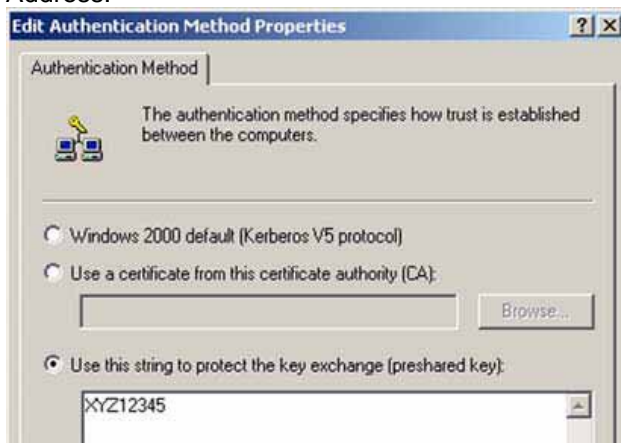 Address.
Edit Authentication Method Properties
Authentication Method
The authentication method specifies how trust is established
between the computers.
Windows 2000 default (Kerberos V5 protocol)
Use a certificate from this certificate authority (CA):
Browse...
Use this string to protect the key exchange (preshared key):
XYZ12345